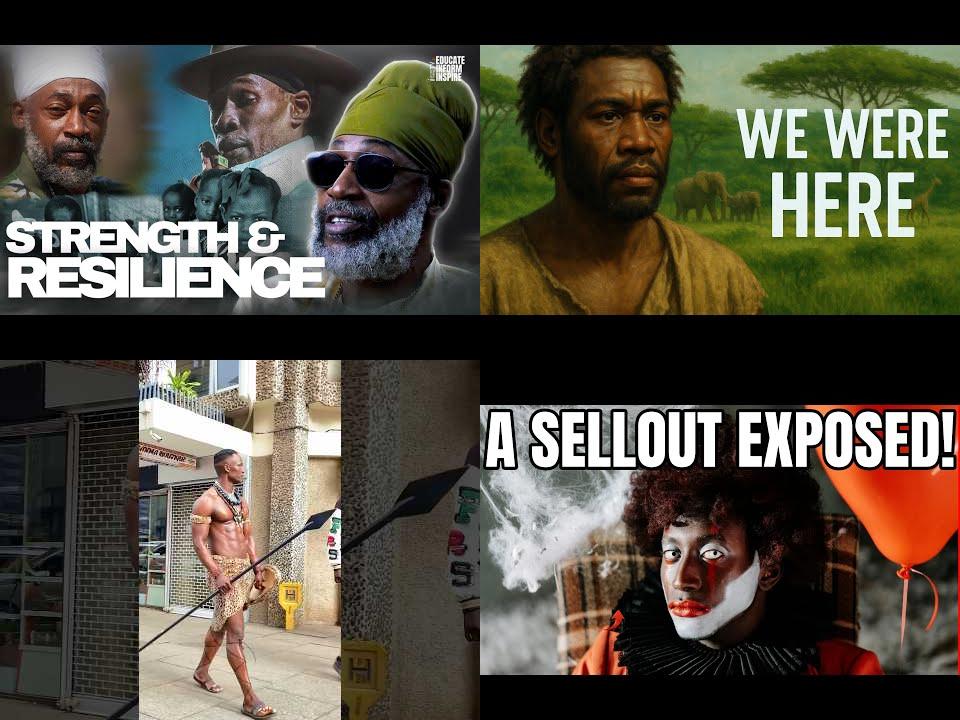 EDUCATE
INFORM
INSPIRE
STRENGTH &
RESILIENCE
WE WERE
HERE
A SELLOUT EXPOSED!
H